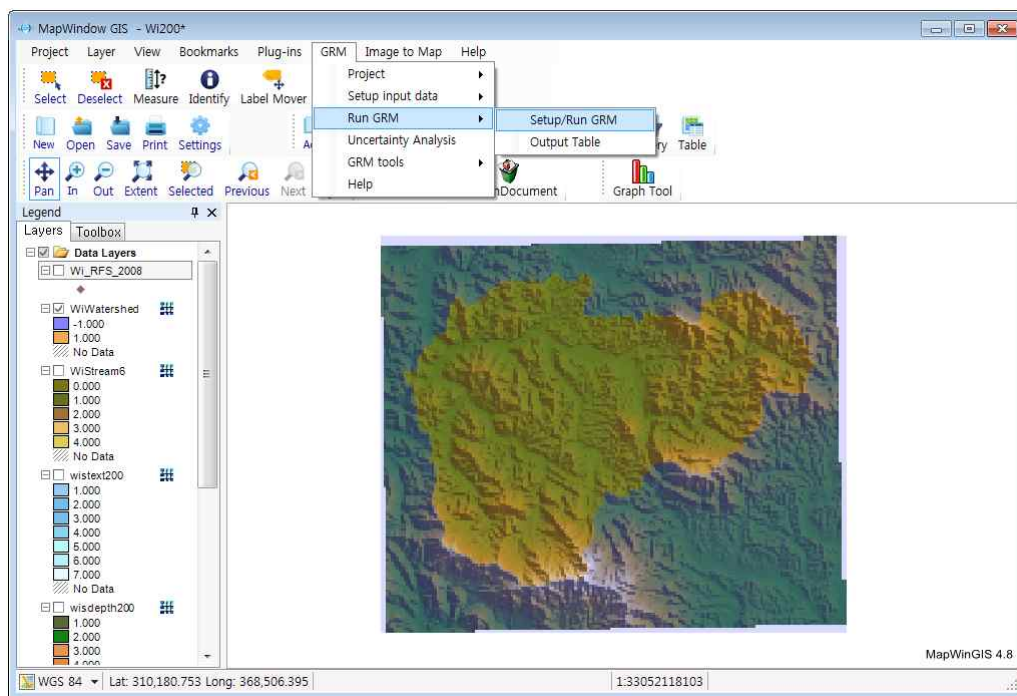 MapWindow GIS - Wi200*
Project Layer View Bookmarks Plug-ins GRM Image to Map Help
Select Deselect Measure Identify Label Mover
New Open Save Print Settings
Table
Pan In Out Extent Selected Previous Next
Document
Graph Tool
Project
Setup input data
Run GRM
Uncertainty Analysis
GRM tools
Help
Setup/Run GRM
Output Table
Legend
Layers Toolbox
Data Layers
Wi_RFS_2008
WiWatershed
-1.000
1.000
No Data
WiStream6
0.000
1.000
2.000
3.000
4.000
No Data
wistext200
1.000
2.000
3.000
4.000
5.000
6.000
7.000
No Data
wisdepth200
1.000
2.000
3.000
4.000
MapWinGIS 4.8
WGS 84 Lat: 310,180.753 Long: 368,506.395 1:33052118103